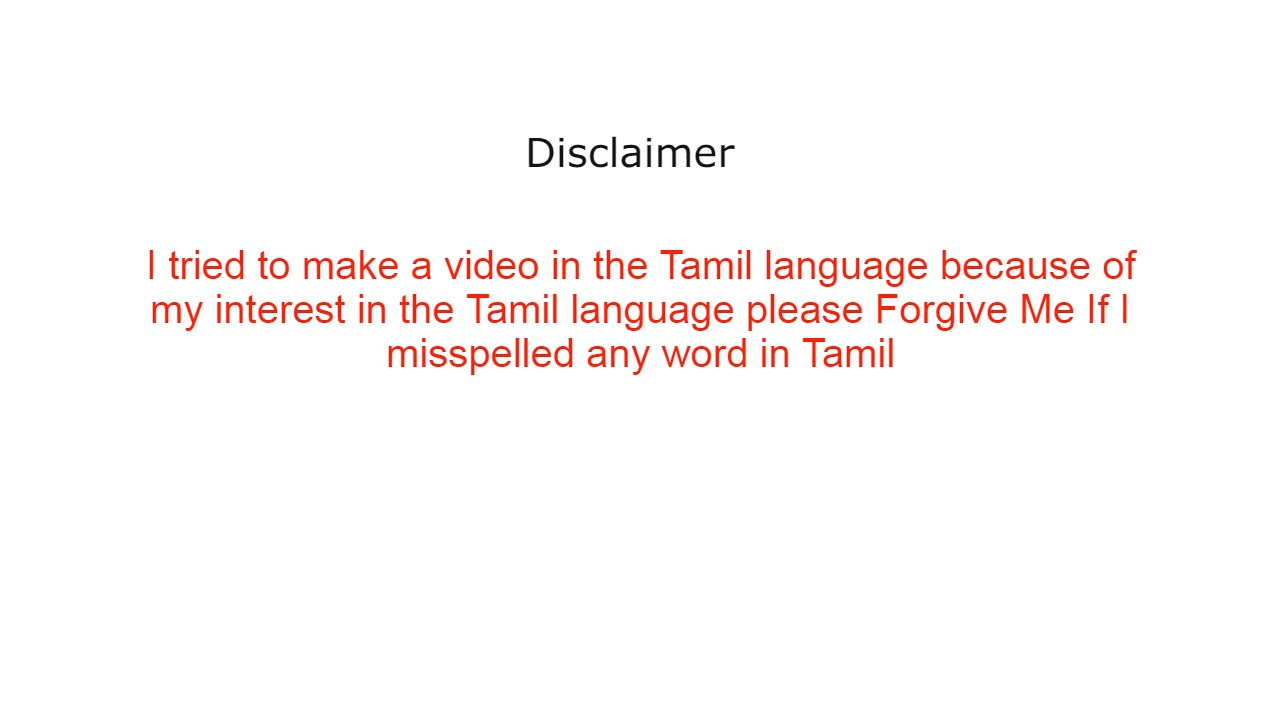 Disclaimer
I tried to make a video in the Tamil language because of
my interest in the Tamil language please Forgive Me If I
misspelled any word in Tamil